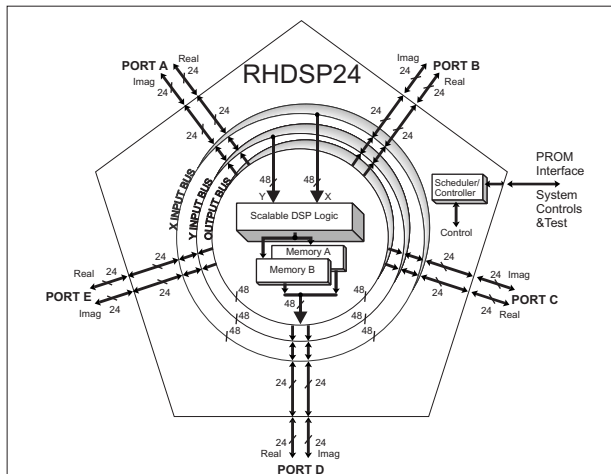 RHDSP24
PORT A
Real
24
Imag
24
24
24
PORT B
Imag
24
Real
24
24
24
X INPUT BUS
Y INPUT BUS
OUTPUT BUS
48
48
Y
X
Scalable DSP Logic
Memory A
Memory B
48
Scheduler/
Controller
Control
PROM
Interface
System
Controls
&Test
Real
24
24
PORT E
24
24
Imag
24
24
Imag
24
24
PORT C
Real
48
48
48
48
48
48
24
24
Real
24
24
Imag
PORT D